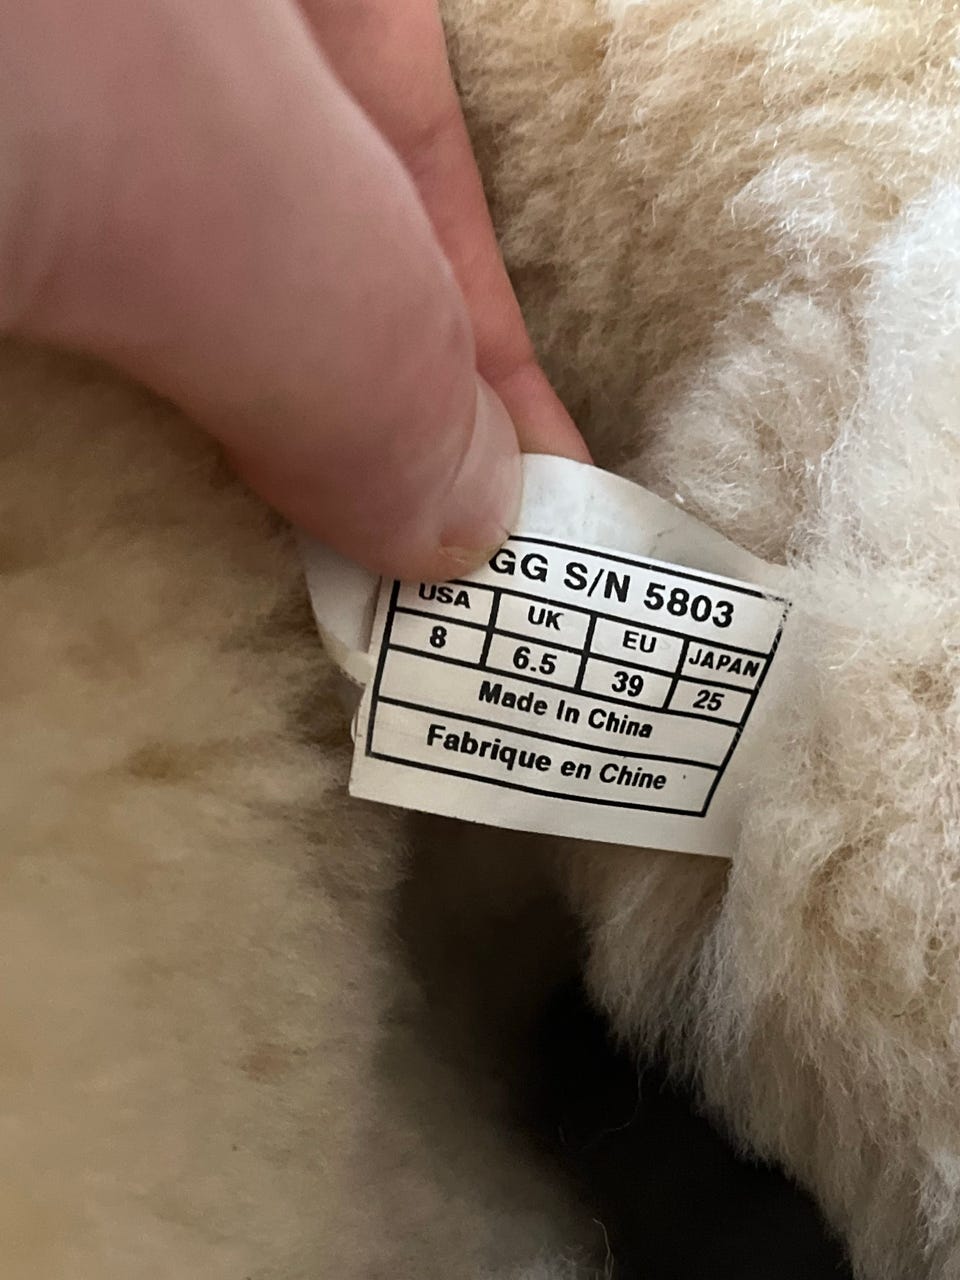 GG S/N 5803
USA UK EU JAPAN
8 6.5 39 25
Made In China
Fabrique en Chine